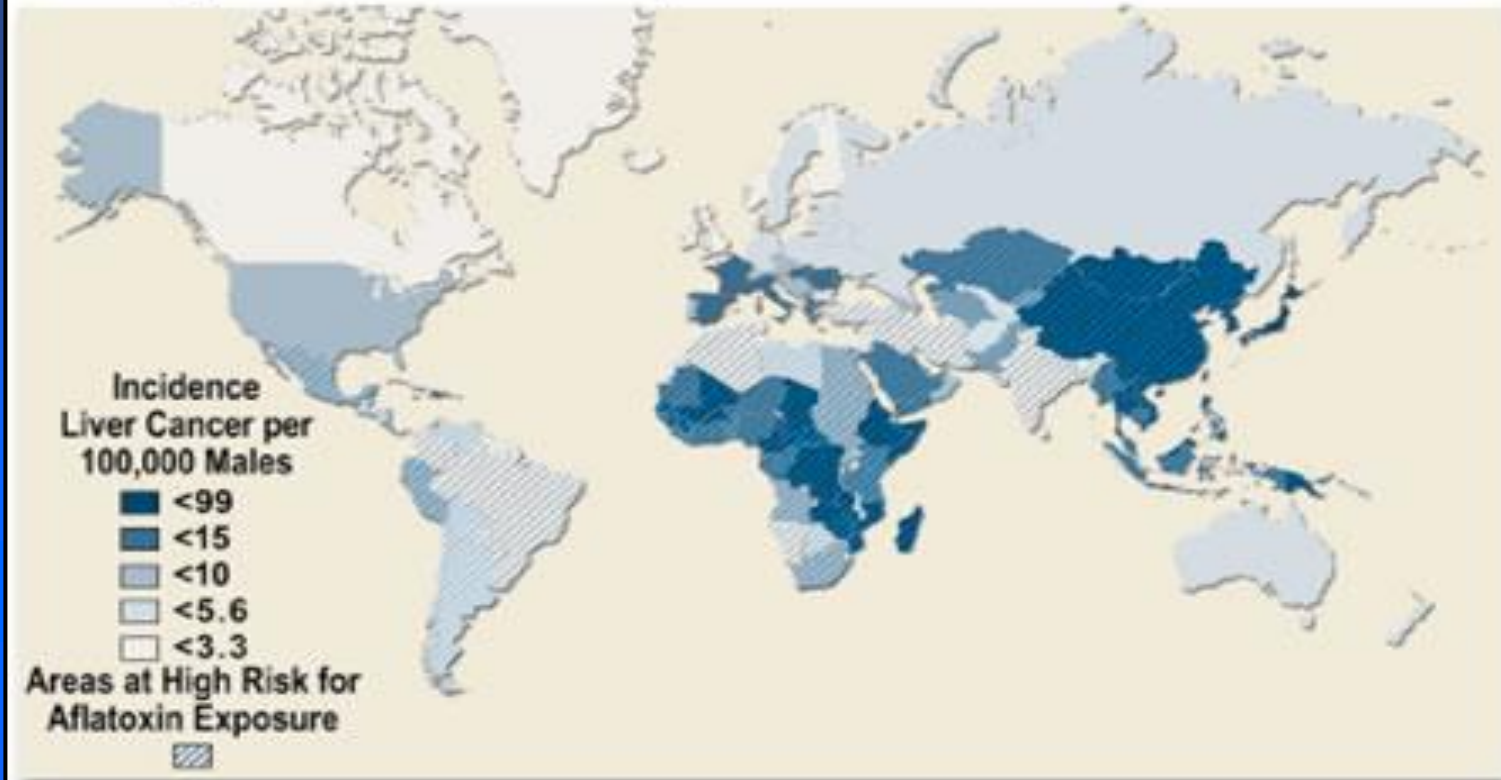 Incidence
Liver Cancer per
100,000 Males
<99
<15
<10
<5.6
<3.3
Areas at High Risk for
Aflatoxin Exposure